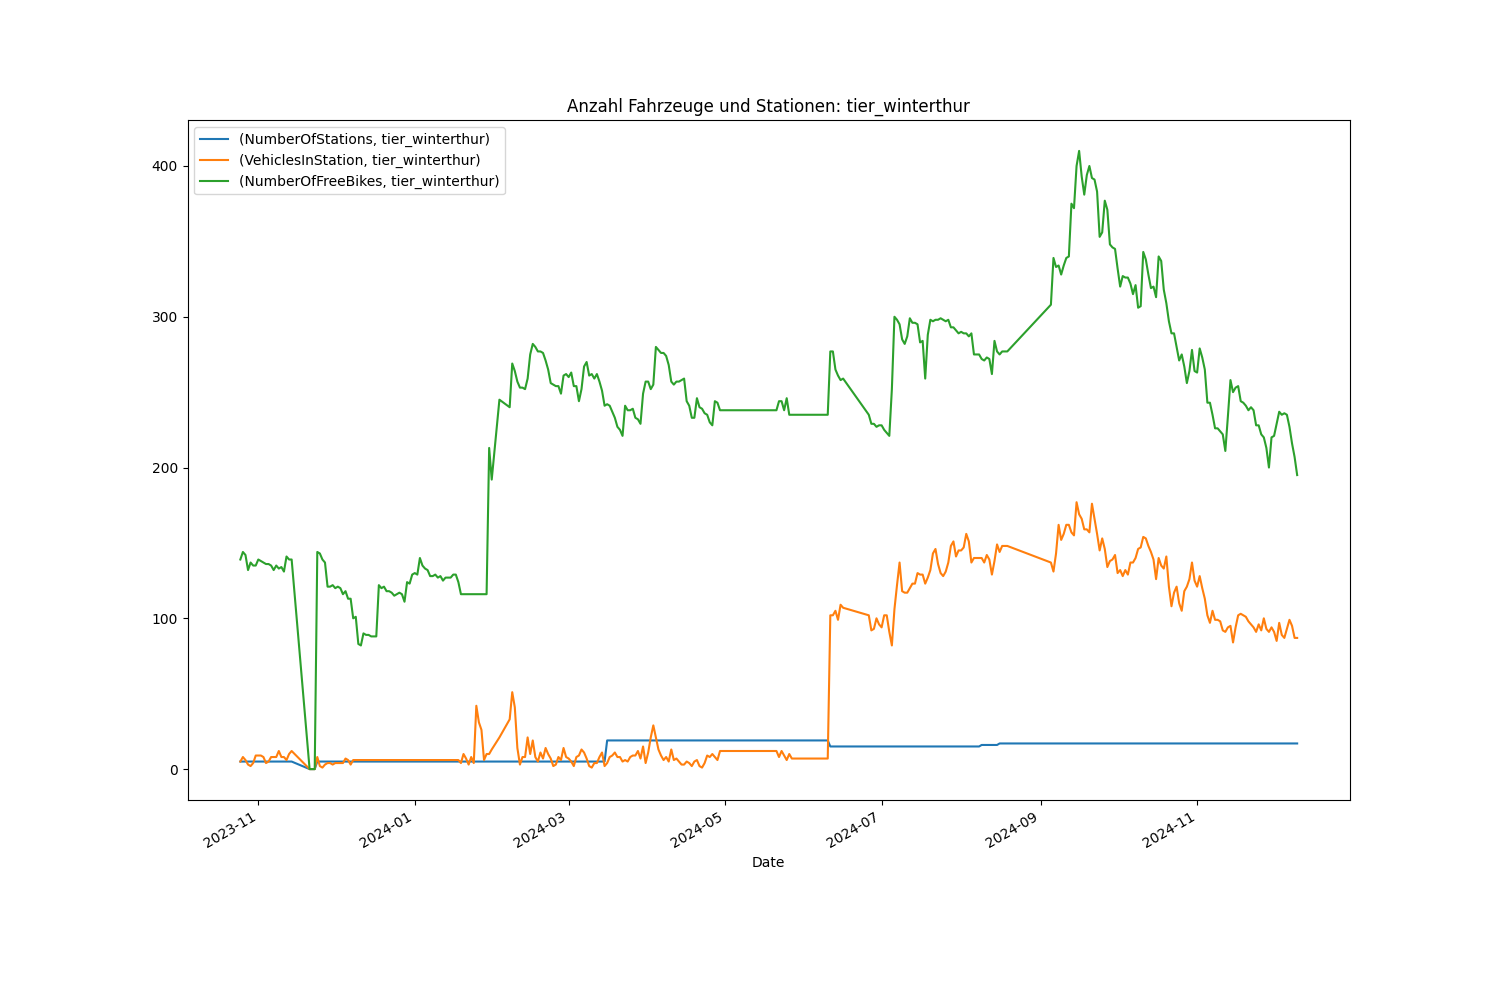 Anzahl Fahrzeuge und Stationen: tier_winterthur
(NumberOfStations, tier_winterthur)
(VehiclesInStation, tier_winterthur)
(NumberOfFreeBikes, tier_winterthur)
400
300
200
100
0
2023-11
2024-01
2024-03
2024-05
2024-07
2024-09
2024-11
Date